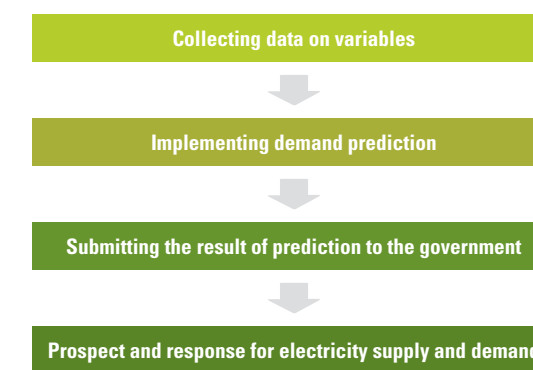 Collecting data on variables
Implementing demand prediction
Submitting the result of prediction to the government
Prospect and response for electricity supply and demand